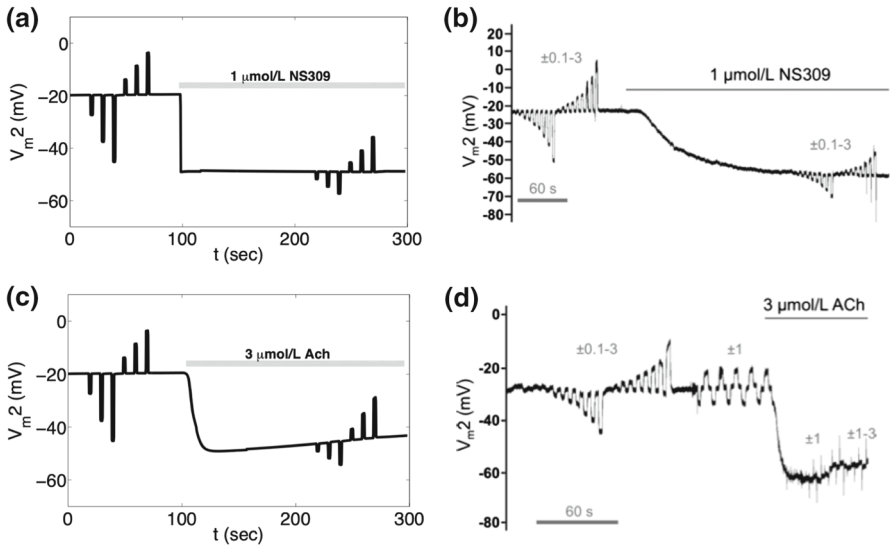 (a)
0
−20
−40
−60
Vm2 (mV)
1 μmol/L NS309
0 100 200 300
t (sec)
(b)
20
10
0
-10
-20
-30
-40
-50
-60
-70
-80
Vm2 (mV)
±0.1-3
1 µmol/L NS309
±0.1-3
60 s
(c)
0
−20
−40
−60
Vm2 (mV)
3 μmol/L Ach
0 100 200 300
t (sec)
(d)
0
-20
-40
-60
-80
Vm2 (mV)
3 µmol/L ACh
±0.1-3
±1
±1
±1-3
60 s